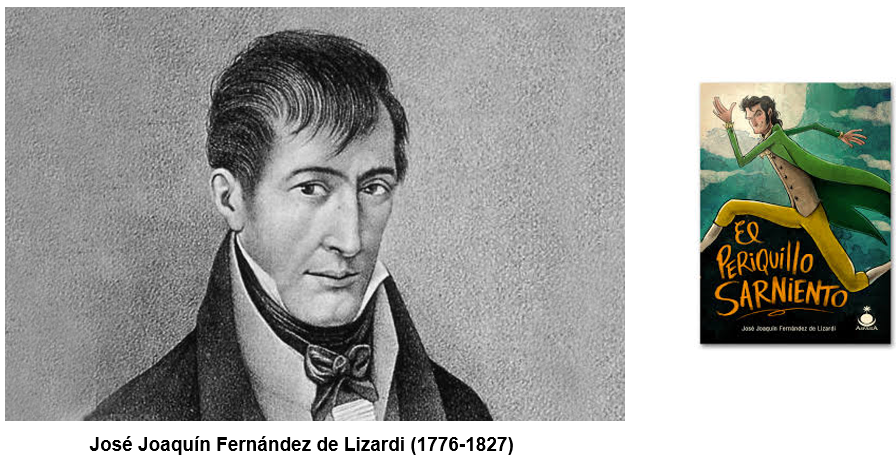 José Joaquín Fernández de Lizardi (1776-1827)
El
PERIQUILLO
SARNIENTO
José Joaquín Fernández de Lizardi